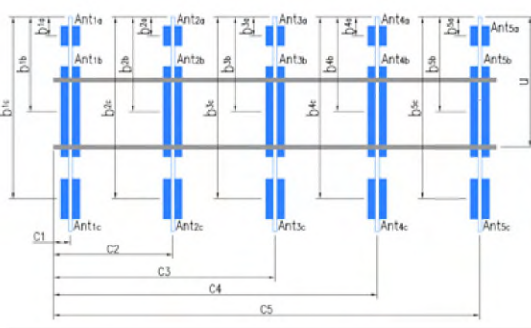 b1a Ant1a b2a Ant2a b3a Ant3a b4a Ant4a b5a Ant5a
b1b Ant1b b2b Ant2b b3b Ant3b b4b Ant4b b5b Ant5b
b1c b2c b3c b4c b5c u
Ant1c Ant2c Ant3c Ant4c Ant5c
C1
C2
C3
C4
C5